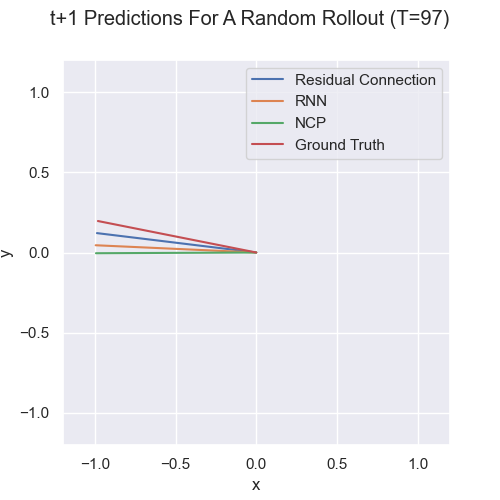 t+1 Predictions For A Random Rollout (T=97)
Residual Connection
RNN
NCP
Ground Truth
1.0
0.5
0.0
−0.5
−1.0
y
−1.0 −0.5 0.0 0.5 1.0
x